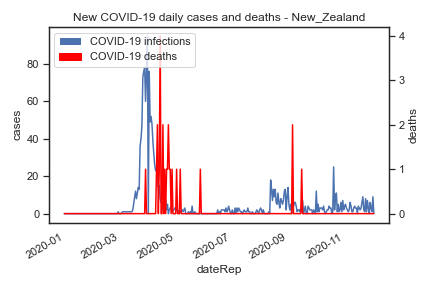 New COVID-19 daily cases and deaths - New_Zealand
COVID-19 infections
COVID-19 deaths
80
60
40
20
0
cases
4
3
2
1
0
deaths
2020-01
2020-03
2020-05
2020-07
2020-09
2020-11
dateRep